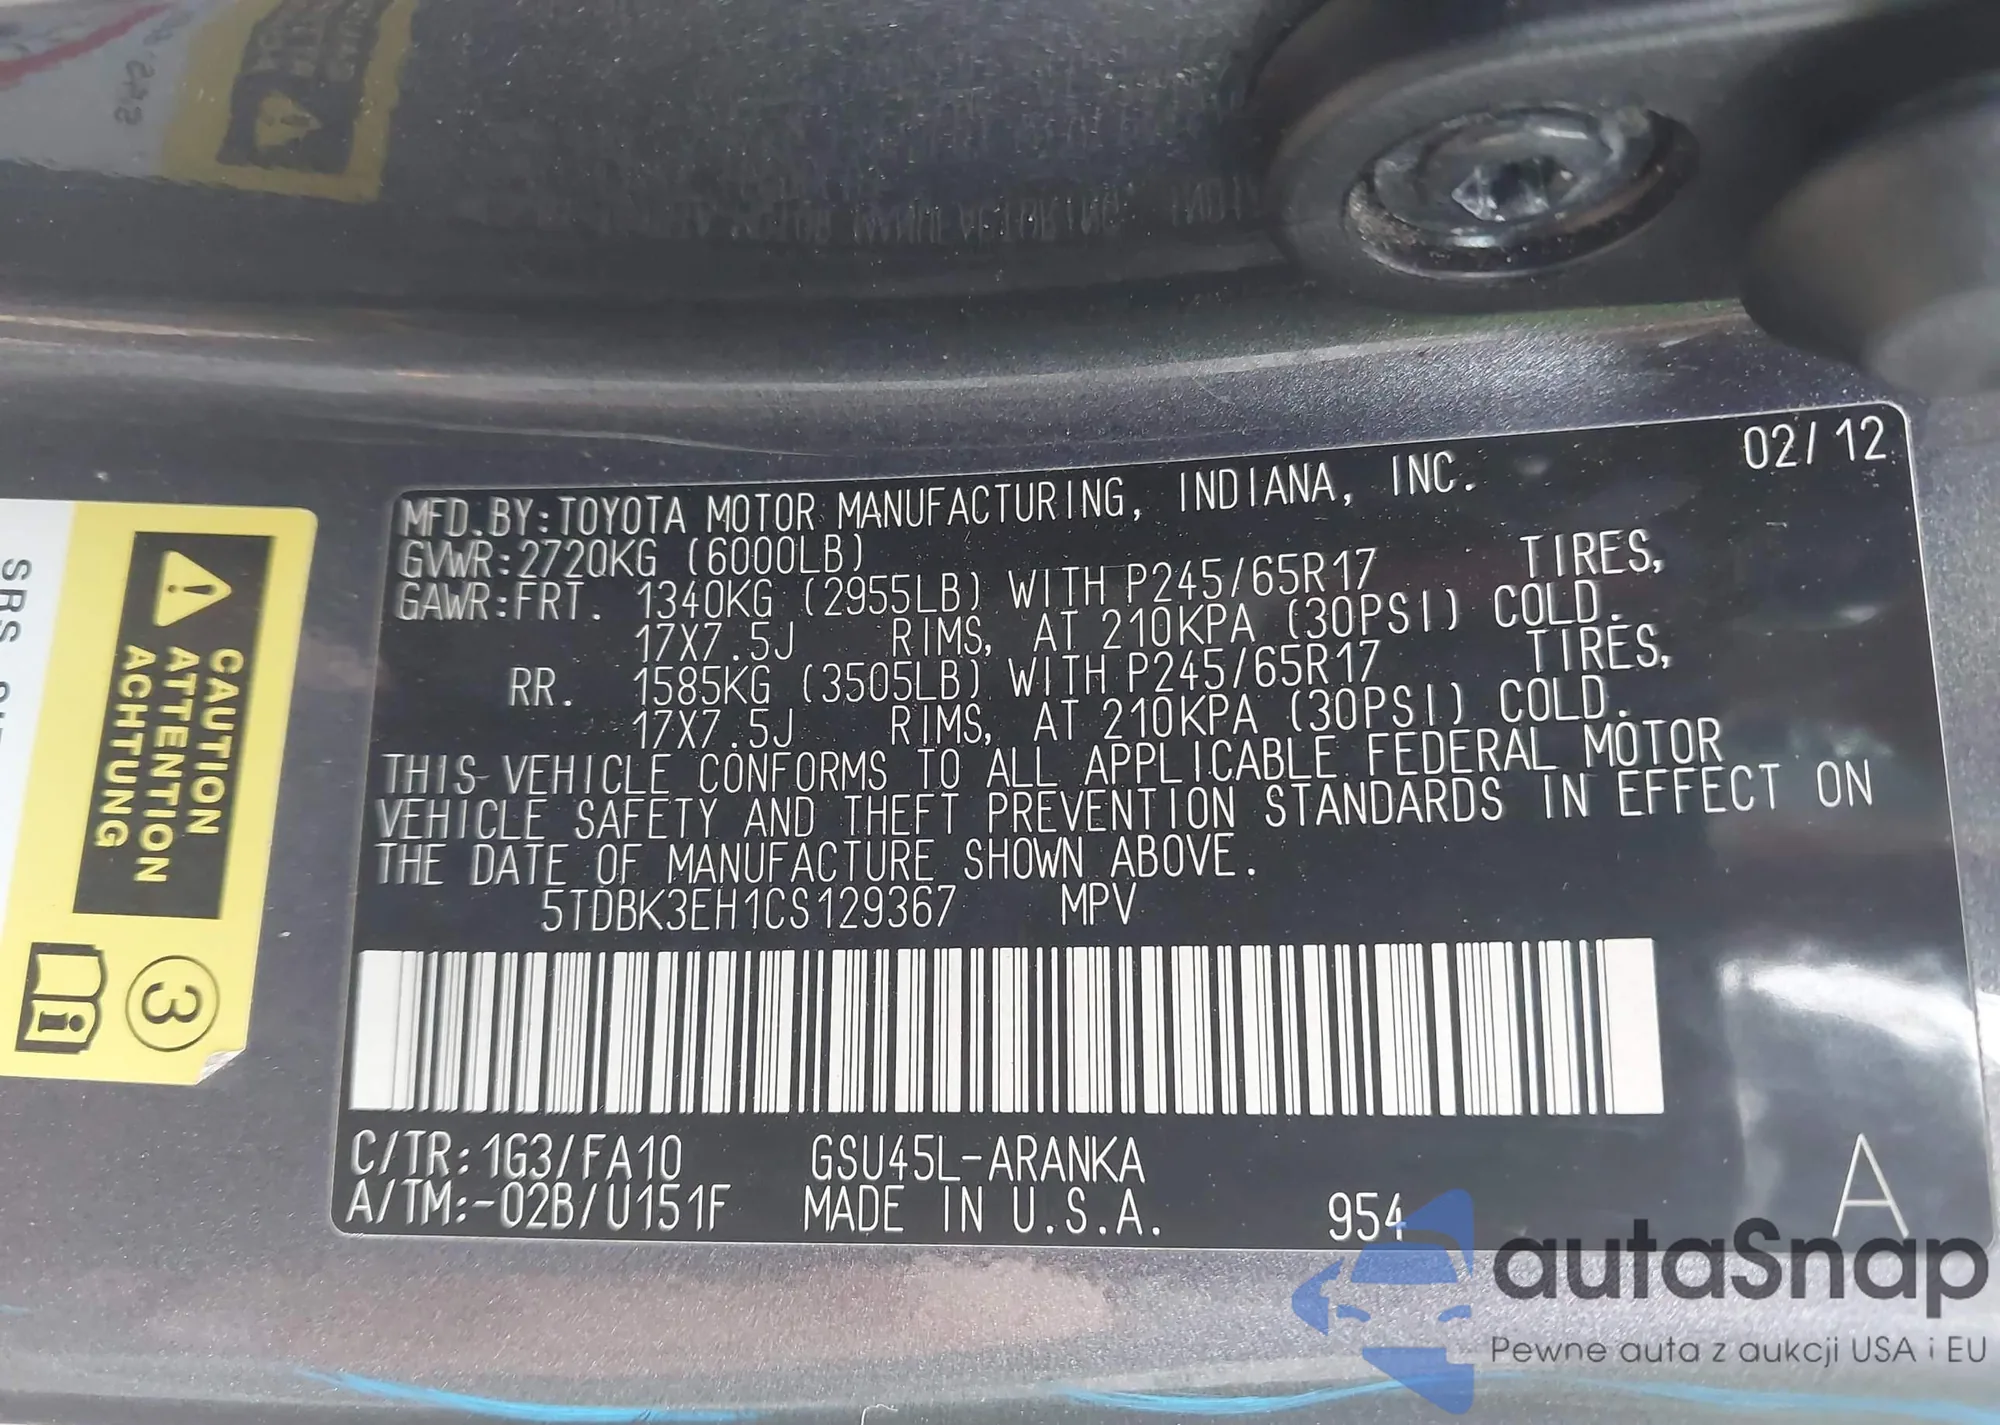 02/12
MFD.BY:TOYOTA MOTOR MANUFACTURING, INDIANA, INC.
GVWR:2720KG (6000LB)
GAWR:FRT. 1340KG (2955LB) WITH P245/65R17 TIRES,
17X7.5J RIMS, AT 210KPA (30PSI) COLD.
RR. 1585KG (3505LB) WITH P245/65R17 TIRES,
17X7.5J RIMS, AT 210KPA (30PSI) COLD.
THIS VEHICLE CONFORMS TO ALL APPLICABLE FEDERAL MOTOR
VEHICLE SAFETY AND THEFT PREVENTION STANDARDS IN EFFECT ON
THE DATE OF MANUFACTURE SHOWN ABOVE.
5TDBK3EH1CS129367 MPV
C/TR:1G3/FA10 GSU45L-ARANKA
A/TM:-02B/U151F MADE IN U.S.A. 954 A
CAUTION
ATTENTION
ACHTUNG
3
i
SRS
autaSnap
Pewne auta z aukcji USA i EU